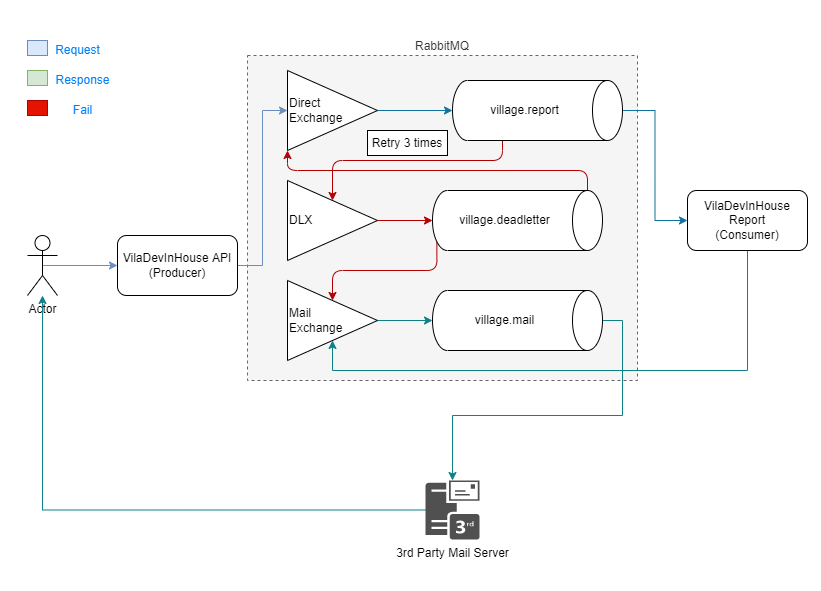 RabbitMQ
Request
Response
Fail
Direct
Exchange
village.report
Retry 3 times
DLX
village.deadletter
VilaDevInHouse
Report
(Consumer)
VilaDevInHouse API
(Producer)
Actor
Mail
Exchange
village.mail
3rd
3rd Party Mail Server